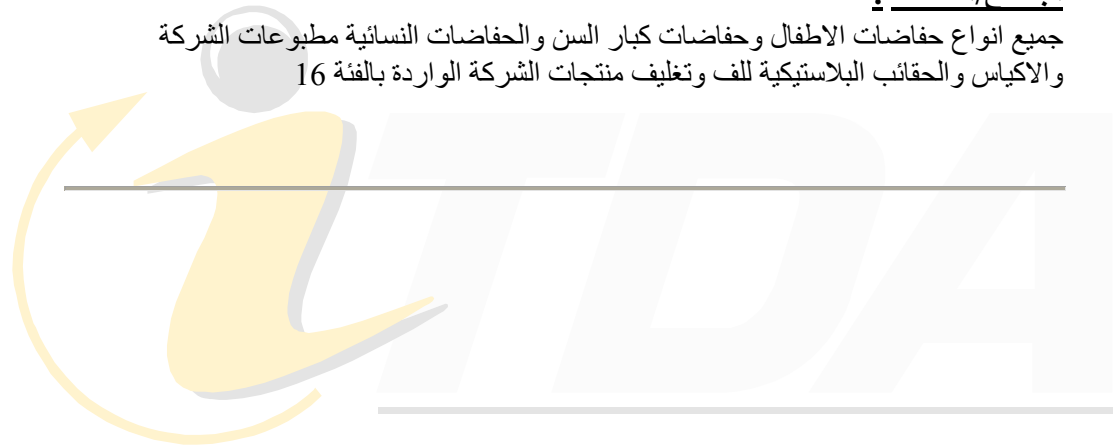 جميع انواع حفاضات الاطفال وحفاضات كبار السن والحفاضات النسائية مطبوعات الشركة
والاكياس والحقائب البلاستيكية للف وتغليف منتجات الشركة الواردة بالفئة 16
iTDA